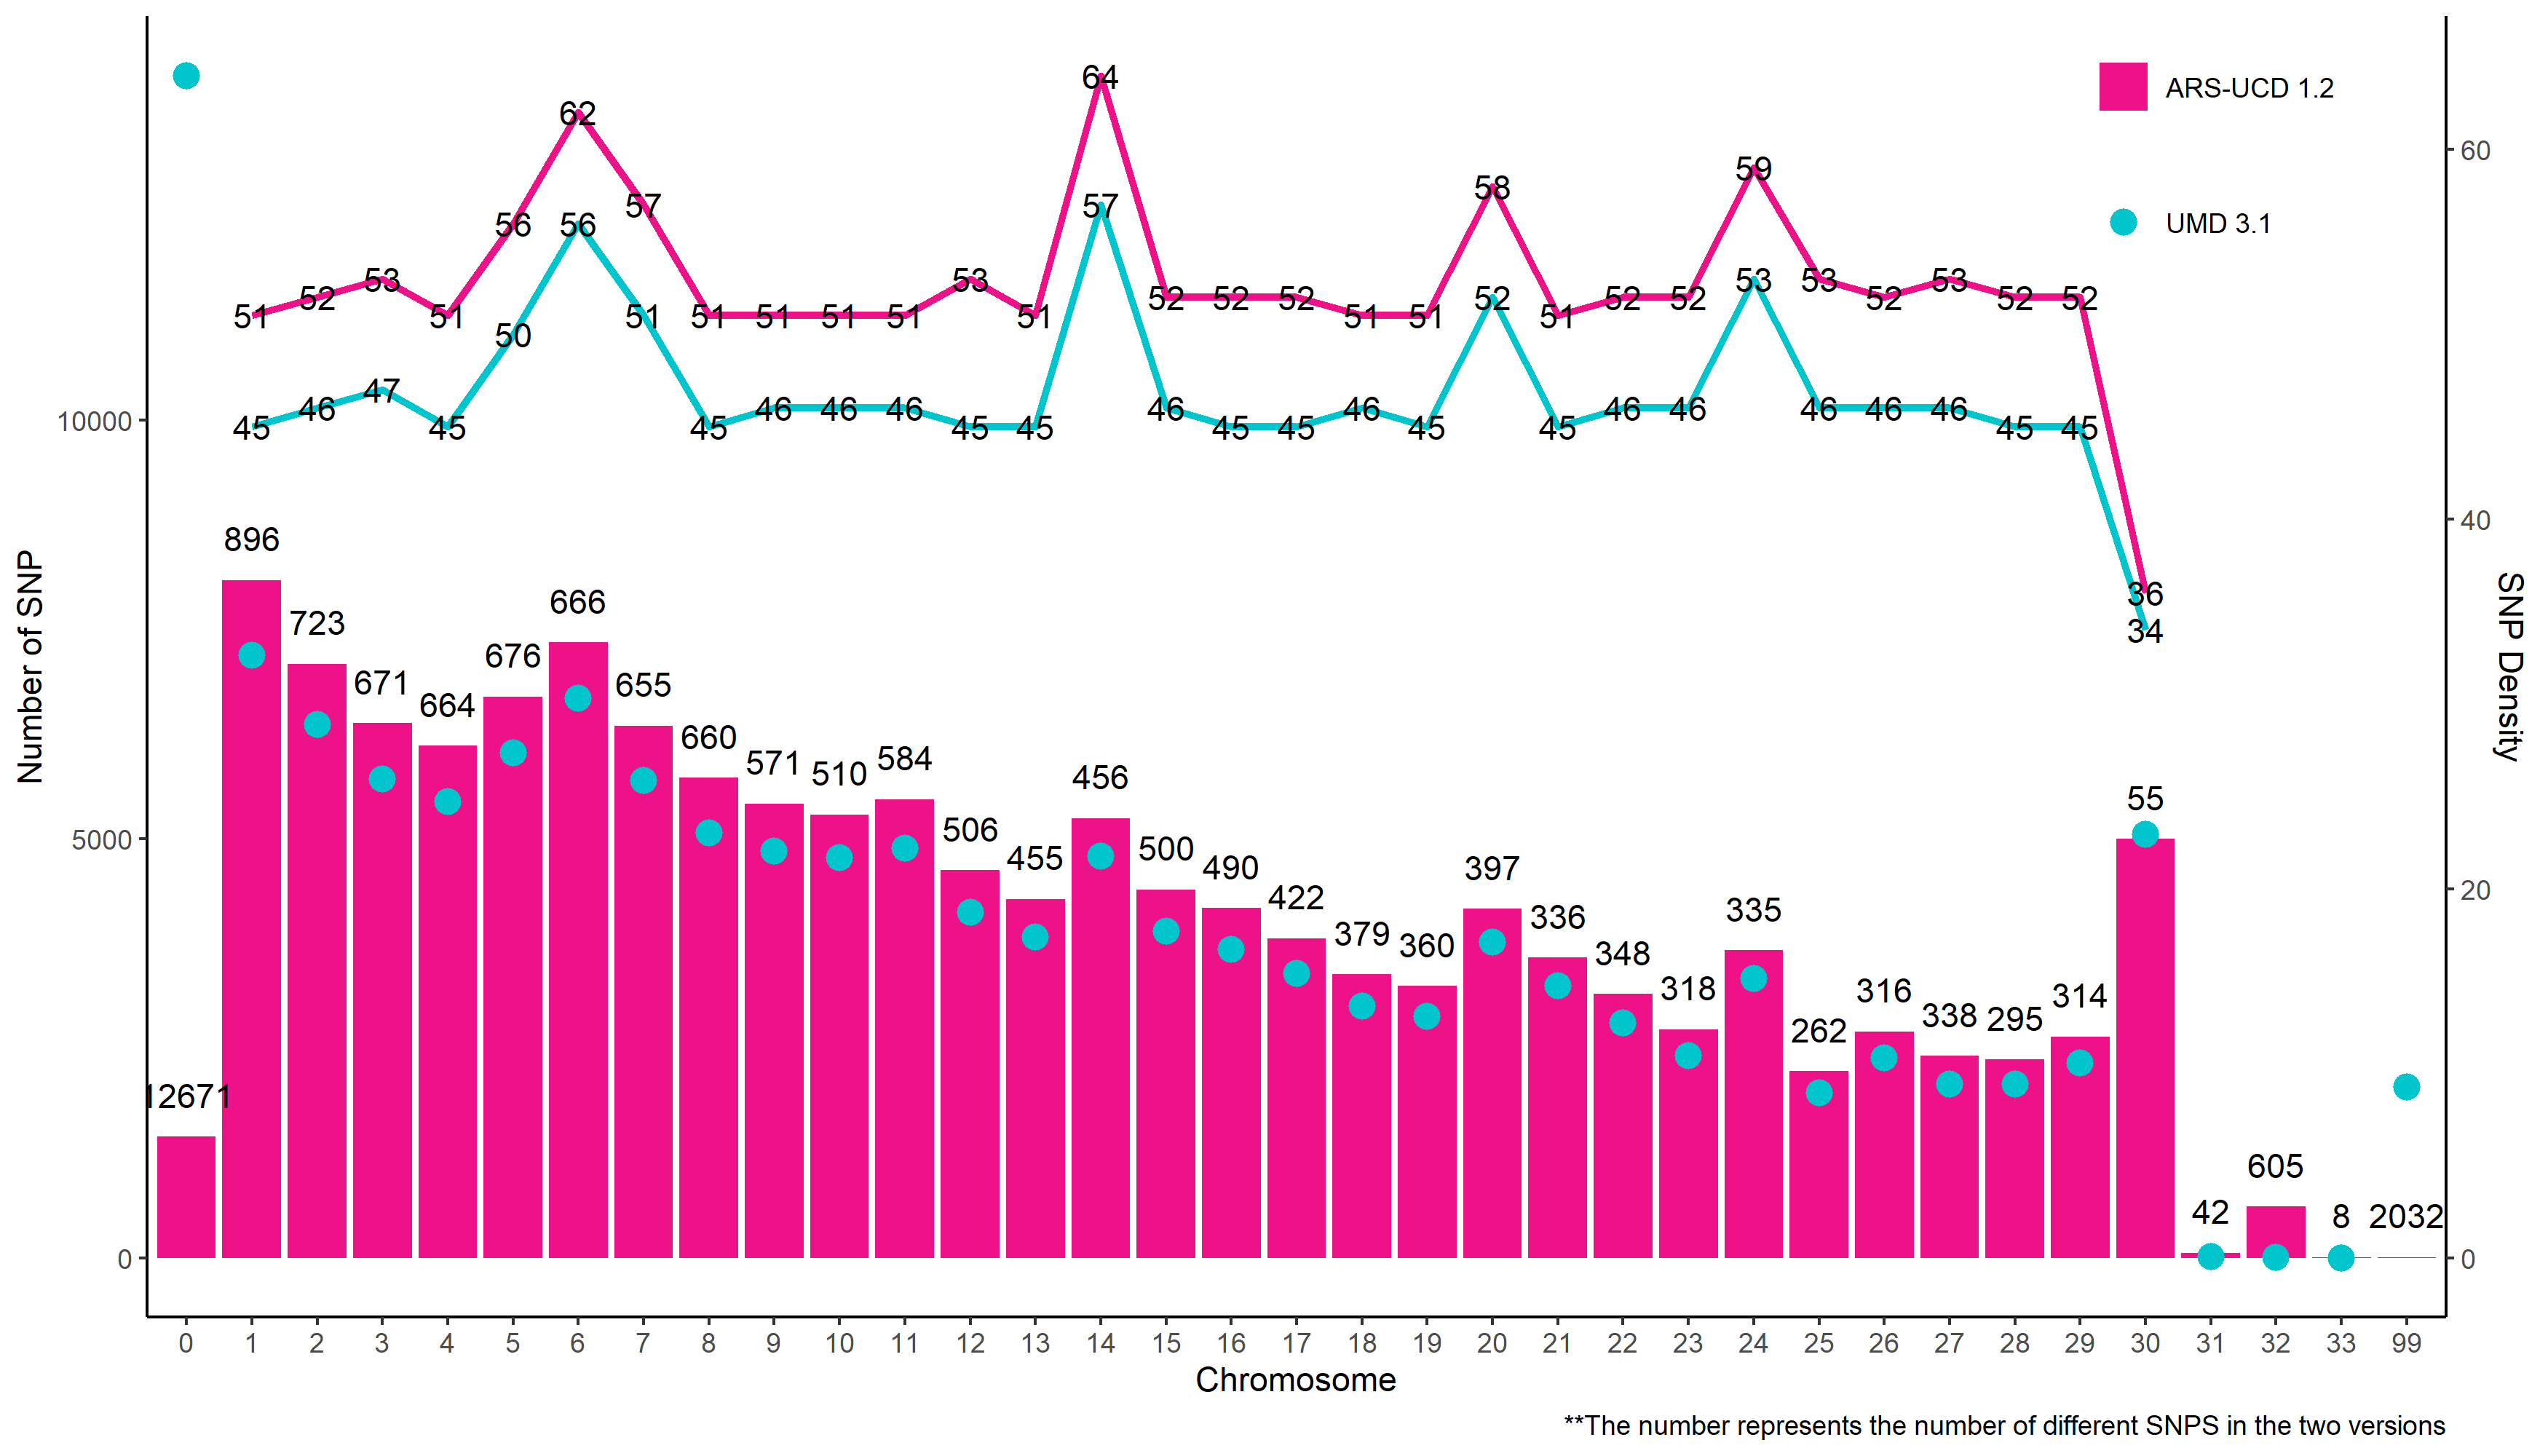 ARS-UCD 1.2
UMD 3.1
Number of SNP
10000
5000
0
SNP Density
60
40
20
0
51 52 53 51 56 62 57 51 51 51 51 53 51 64 52 52 52 51 51 58 51 52 52 59 53 52 53 52 52 36
45 46 47 45 50 56 51 45 46 46 46 45 45 57 46 45 45 46 45 52 45 46 46 53 46 46 46 45 45 34
12671 896 723 671 664 676 666 655 660 571 510 584 506 455 456 500 490 422 379 360 397 336 348 318 335 262 316 338 295 314 55 42 605 8 2032
0 1 2 3 4 5 6 7 8 9 10 11 12 13 14 15 16 17 18 19 20 21 22 23 24 25 26 27 28 29 30 31 32 33 99
Chromosome
**The number represents the number of different SNPS in the two versions